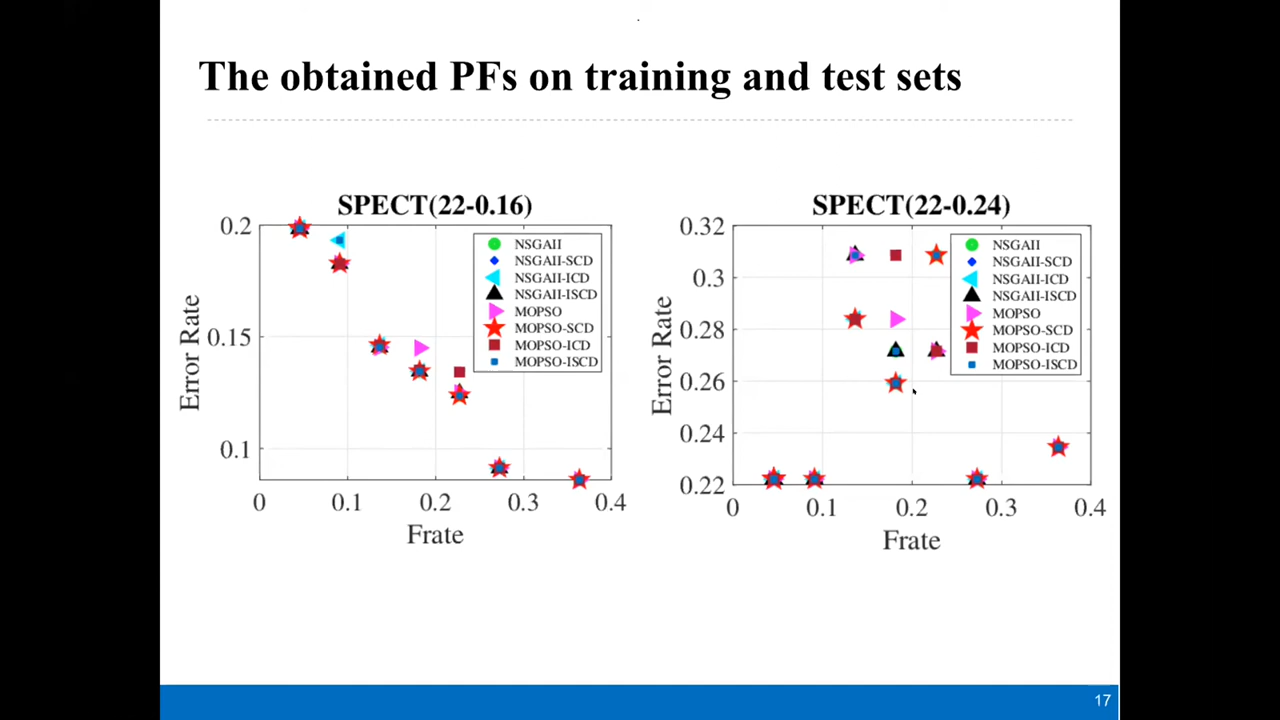 The obtained PFs on training and test sets
SPECT(22-0.16)
0.2
0.15
0.1
Error Rate
0 0.1 0.2 0.3 0.4
Frate
NSGAII
NSGAII-SCD
NSGAII-ICD
NSGAII-ISCD
MOPSO
MOPSO-SCD
MOPSO-ICD
MOPSO-ISCD
SPECT(22-0.24)
0.32
0.3
0.28
0.26
0.24
0.22
Error Rate
0 0.1 0.2 0.3 0.4
Frate
NSGAII
NSGAII-SCD
NSGAII-ICD
NSGAII-ISCD
MOPSO
MOPSO-SCD
MOPSO-ICD
MOPSO-ISCD
17